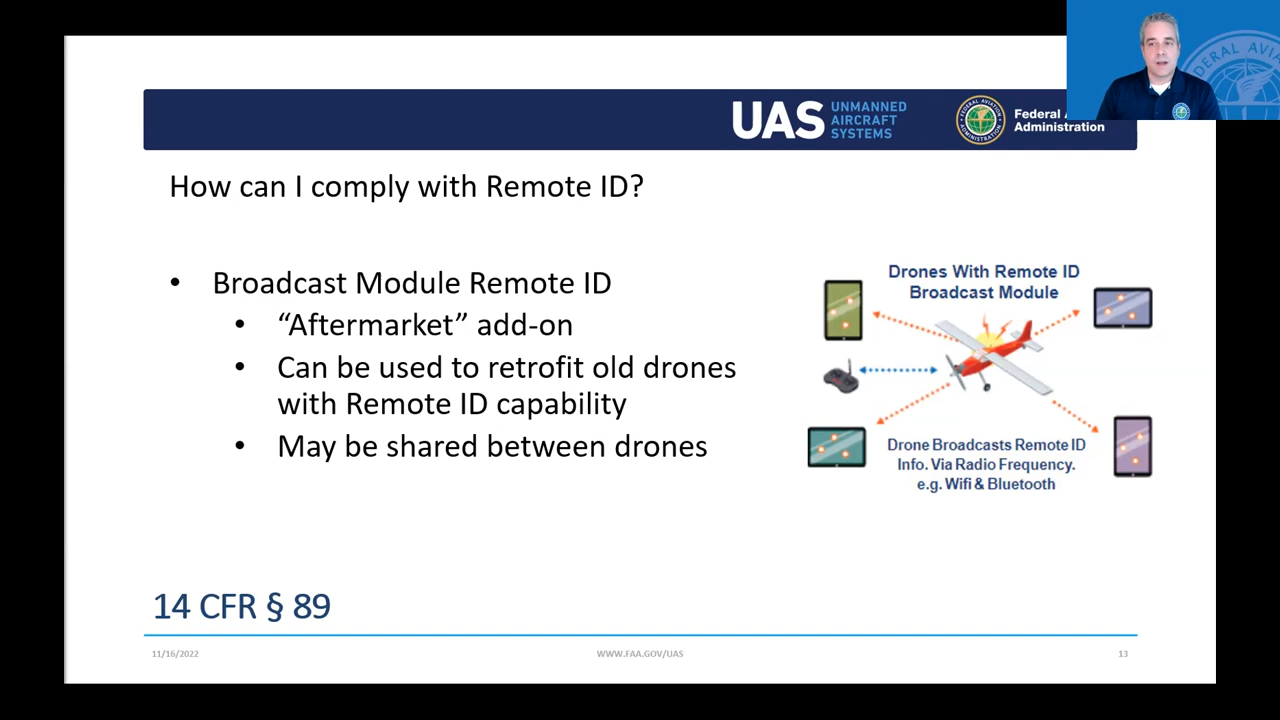 UAS UNMANNED
AIRCRAFT
SYSTEMS
Federal
Administration
FEDERAL AVIATION
ADMINISTRATION
How can I comply with Remote ID?
• Broadcast Module Remote ID
• “Aftermarket” add-on
• Can be used to retrofit old drones
with Remote ID capability
• May be shared between drones
Drones With Remote ID
Broadcast Module
Drone Broadcasts Remote ID
Info. Via Radio Frequency.
e.g. Wifi & Bluetooth
14 CFR § 89
11/16/2022
WWW.FAA.GOV/UAS
13